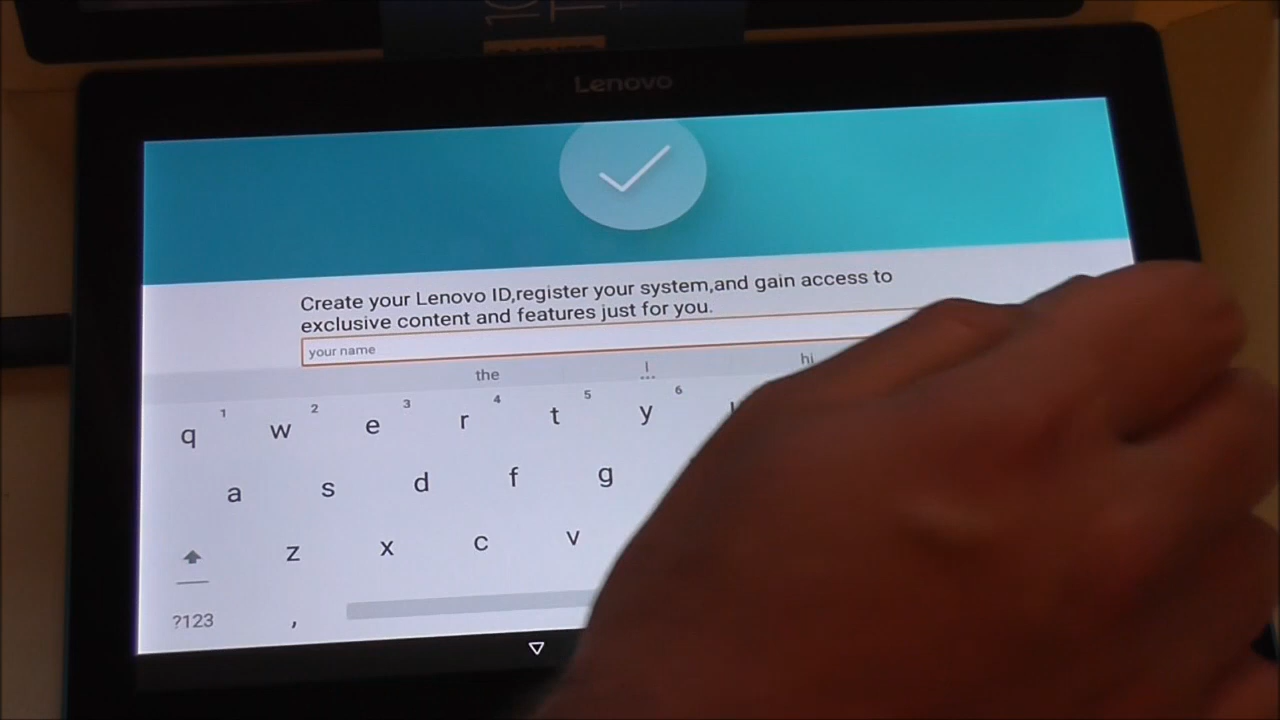 Lenovo
Create your Lenovo ID,register your system,and gain access to
exclusive content and features just for you.
your name
the I hi
1 2 3 4 5 6
q w e r t y
a s d f g
z x c v
?123 ,